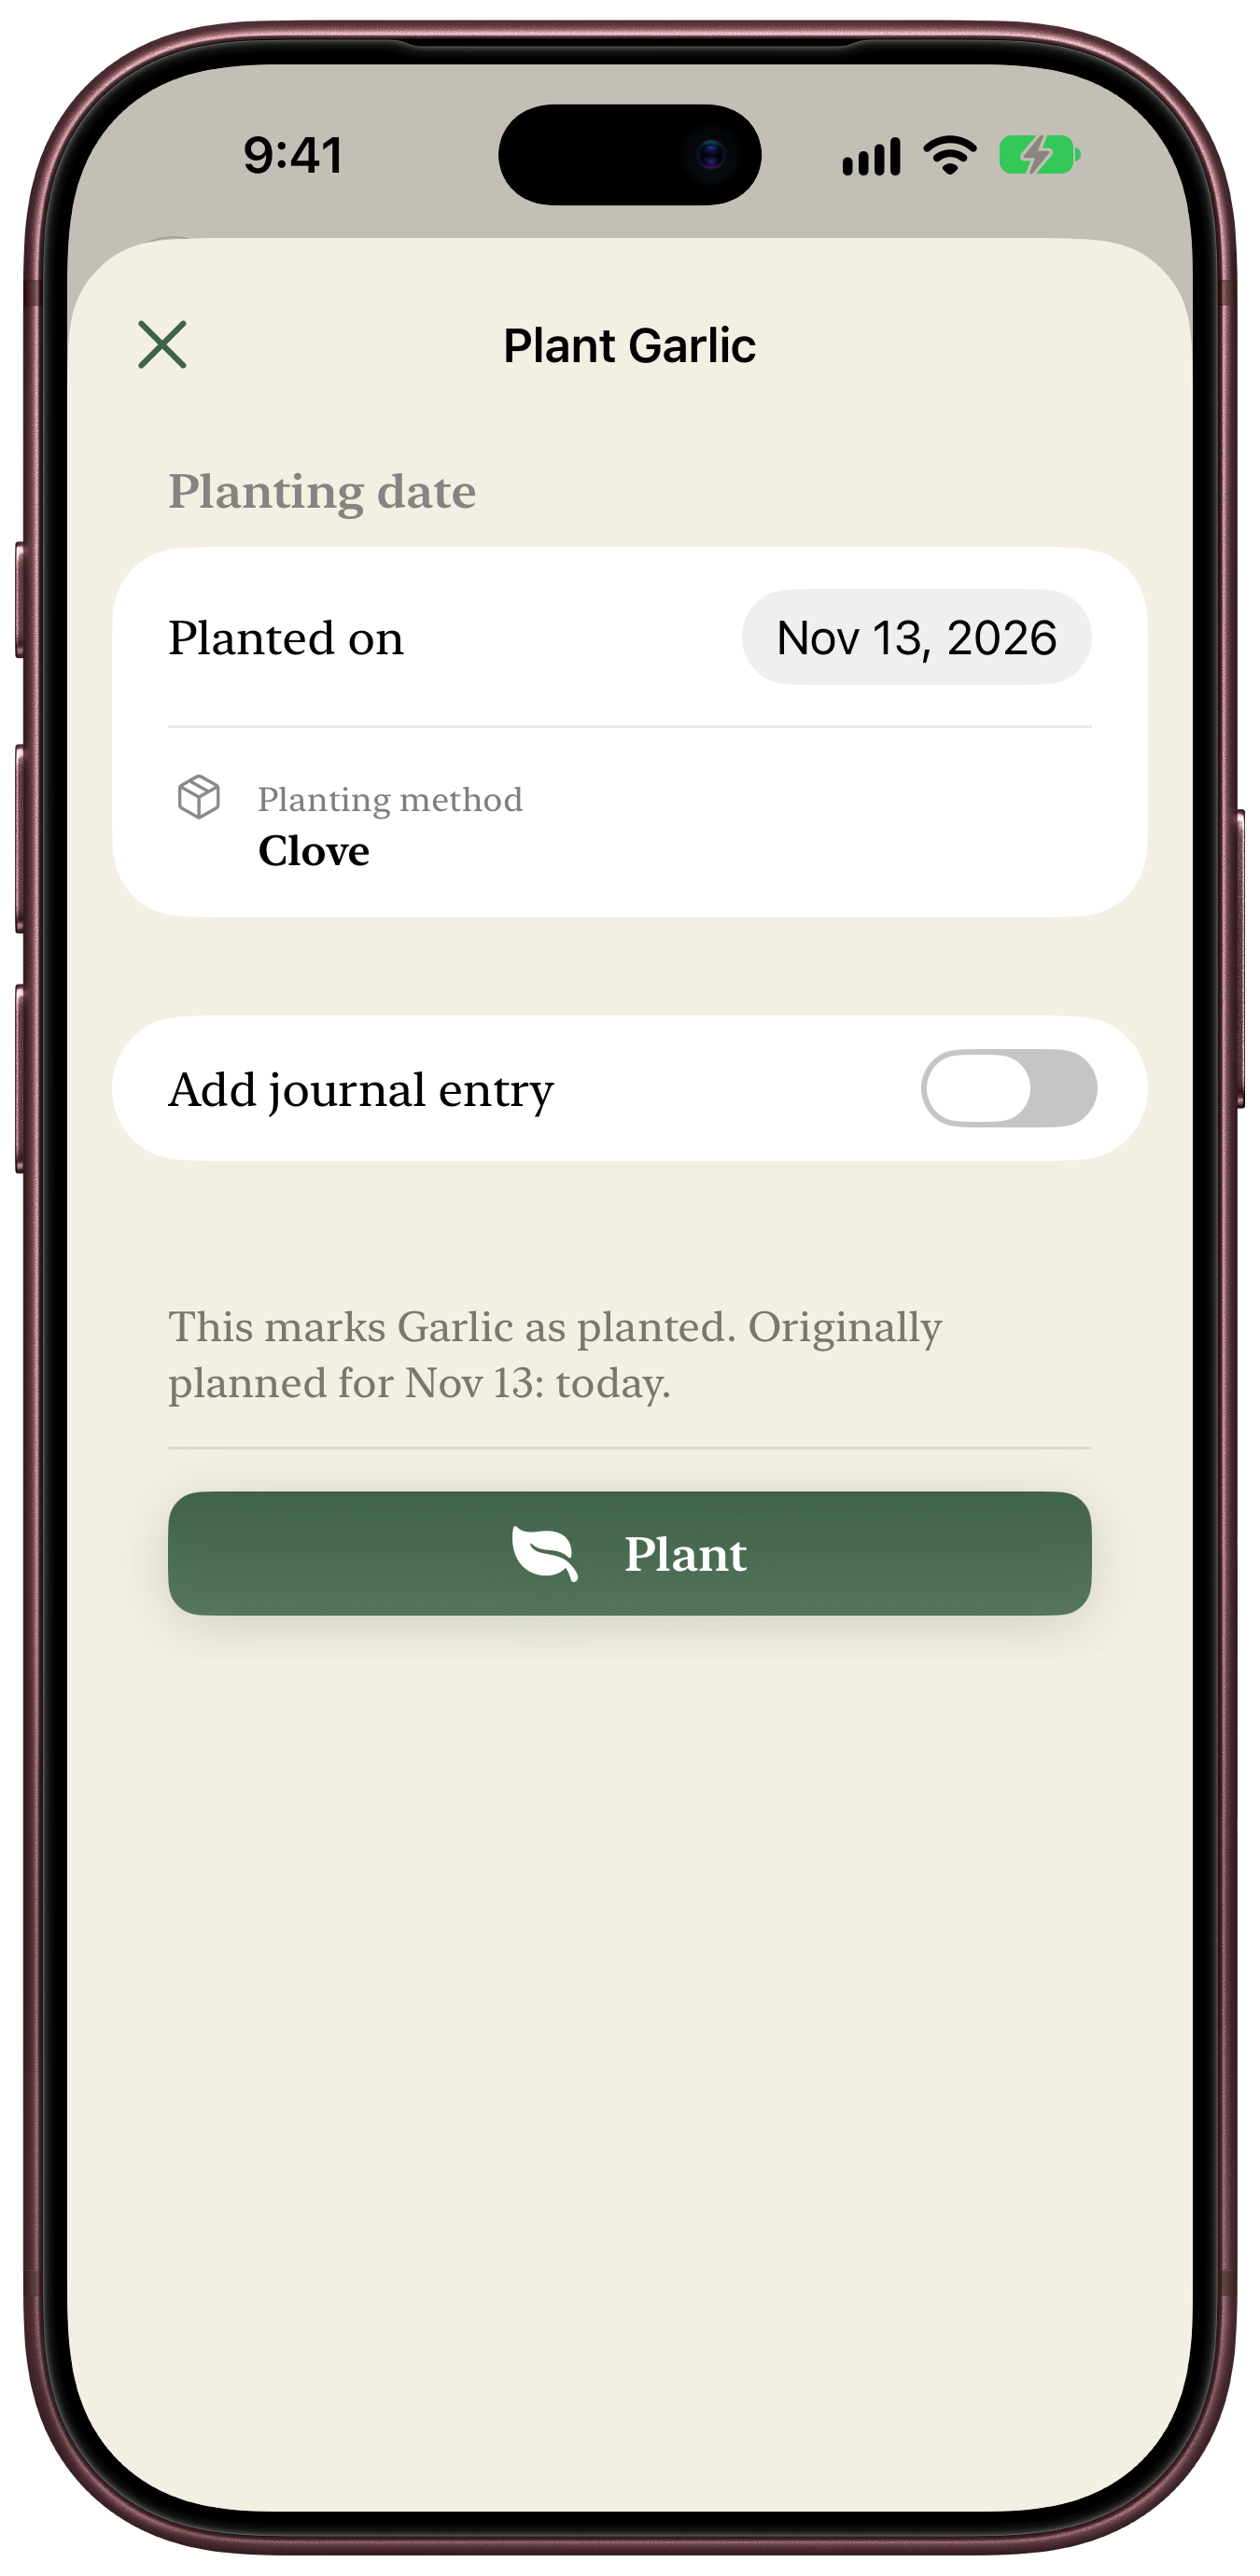 9:41
Plant Garlic
Planting date
Planted on
Nov 13, 2026
Planting method
Clove
Add journal entry
This marks Garlic as planted. Originally
planned for Nov 13: today.
Plant